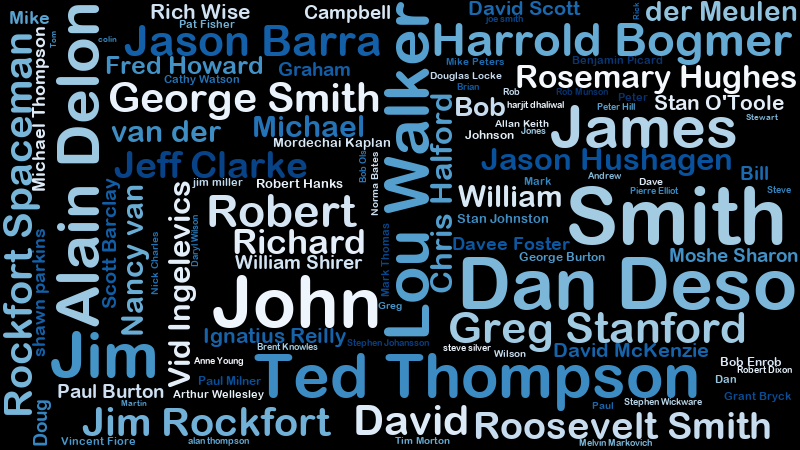 Mike
Rich Wise
Campbell
David Scott
joe smith
Rick
der Meulen
Tom
colin
Pat Fisher
Jason Barra
Harrold Bogmer
Fred Howard
Graham
Mike Peters
Benjamin Picard
Cathy Watson
Douglas Locke
Rosemary Hughes
Brian
Rob
Rob Munson
Peter
Michael Thompson
Rockfort Spaceman
Alain Delon
George Smith
Lou Walker
Bob
harjit dhaliwal
Peter Hill
Stan O'Toole
Stewart
van der
Michael
Allan Keith
Johnson
Jones
James
Mordechai Kaplan
Jeff Clarke
Bob Ols
Norma Bates
Chris Halford
Jason Hushagen
Bill
jim miller
Robert Hanks
Mark
Andrew
Dave
Pierre Elliot
Steve
William
Smith
Scott Barclay
Nancy van
Vid Ingelevics
Daryl Wilson
Nick Charles
Robert
Stan Johnston
Richard
Mark Thomas
Davee Foster
George Burton
Moshe Sharon
William Shirer
shawn parkins
John
Greg
Dan Deso
Ignatius Reilly
Stephen Johansson
Greg Stanford
Jim
Brent Knowles
steve silver
Wilson
David McKenzie
Anne Young
Bob Enrob
Robert Dixon
Paul Milner
Ted Thompson
Dan
Paul Burton
Arthur Wellesley
Grant Bryck
Doug
Martin
Paul
Stephen Wickware
Jim Rockfort
David
Roosevelt Smith
Vincent Fiore
alan thompson
Tim Morton
Melvin Markovich